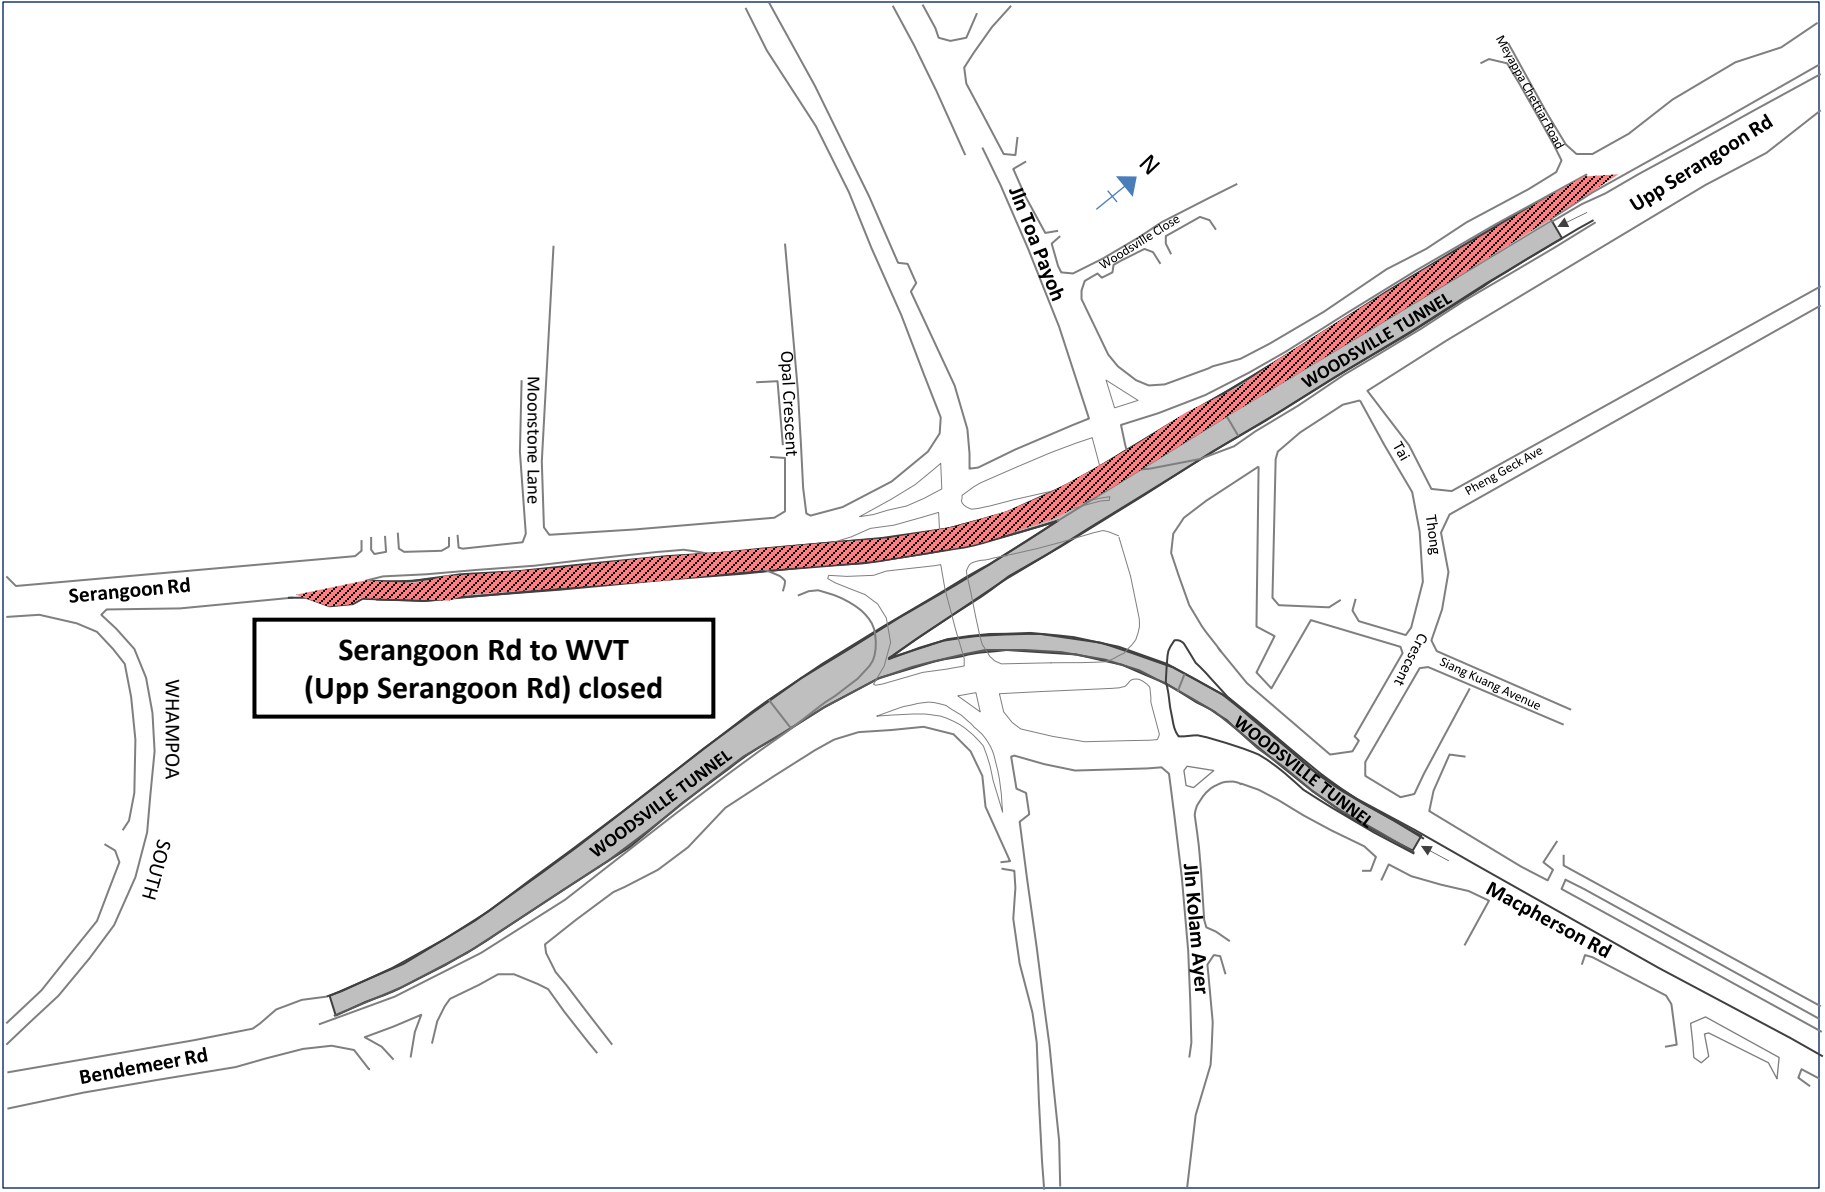 Meyappa Chettiar Road
Upp Serangoon Rd
N
Jln Toa Payoh
Woodsville Close
WOODSVILLE TUNNEL
Opal Crescent
Moonstone Lane
Tai
Thong
Crescent
Pheng Geck Ave
Siang Kuang Avenue
Serangoon Rd
Serangoon Rd to WVT
(Upp Serangoon Rd) closed
WHAMPOA
SOUTH
WOODSVILLE TUNNEL
WOODSVILLE TUNNEL
Jln Kolam Ayer
Macpherson Rd
Bendemeer Rd